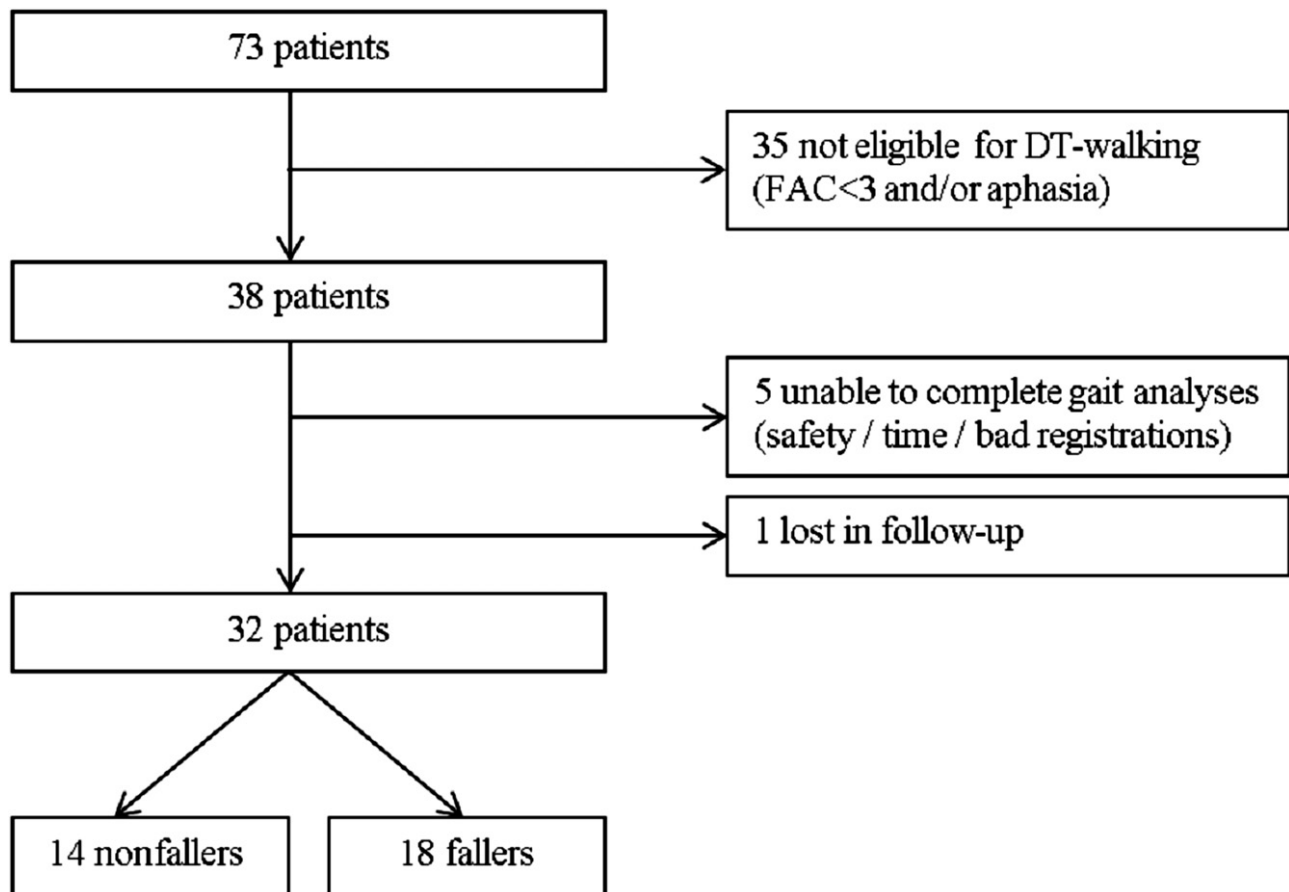 73 patients
35 not eligible for DT-walking
(FAC<3 and/or aphasia)
38 patients
5 unable to complete gait analyses
(safety / time / bad registrations)
1 lost in follow-up
32 patients
14 nonfallers
18 fallers